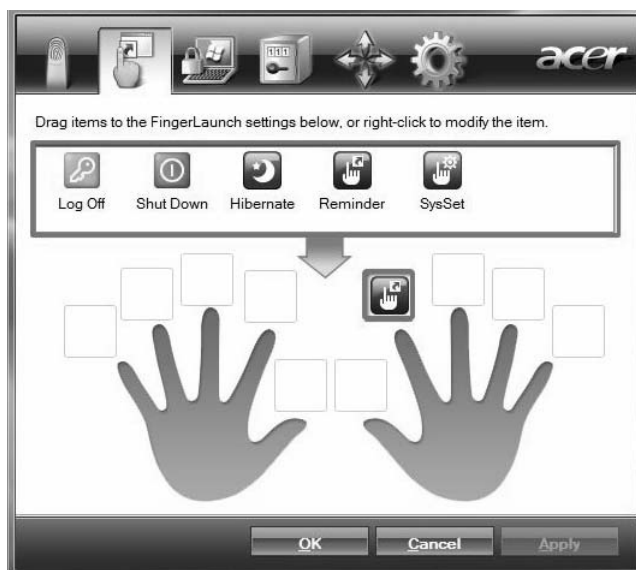 acer
Drag items to the FingerLaunch settings below, or right-click to modify the item.
Log Off Shut Down Hibernate Reminder SysSet
OK Cancel Apply